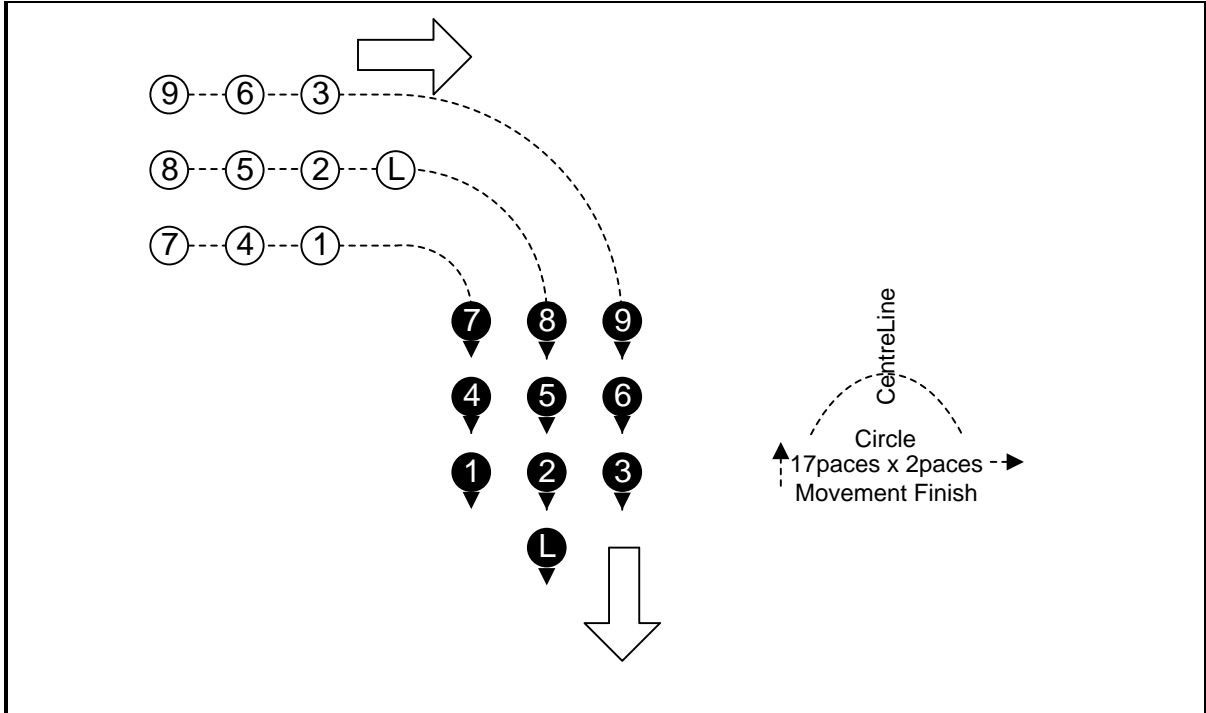 9 6 3
8 5 2 L
7 4 1
7 8 9
4 5 6
1 2 3
L
CentreLine
Circle
17paces x 2paces
Movement Finish